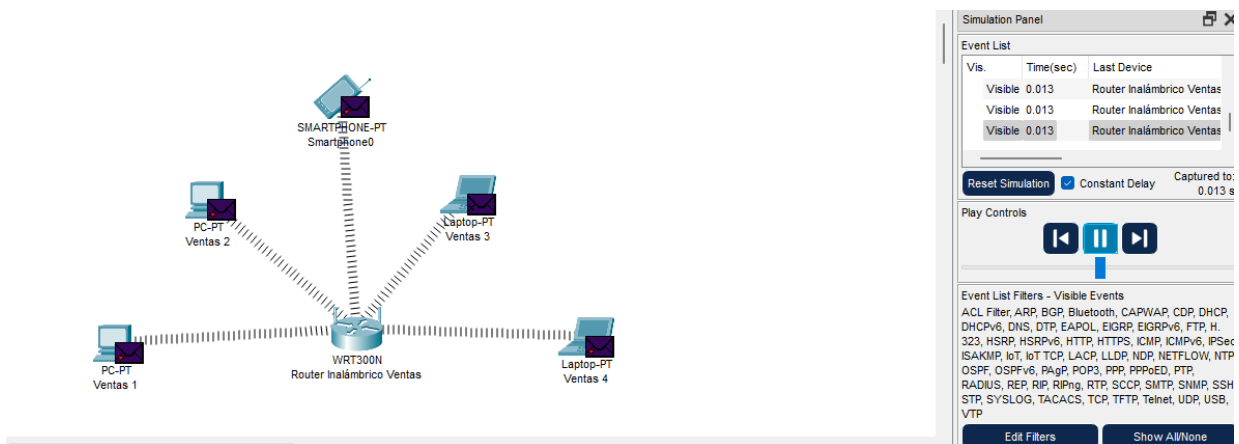 SMARTPHONE-PT
Smartphone0
PC-PT
Ventas 2
Laptop-PT
Ventas 3
PC-PT
Ventas 1
WRT300N
Router Inalámbrico Ventas
Laptop-PT
Ventas 4
Simulation Panel
Event List
Vis. Time(sec) Last Device
Visible 0.013 Router Inalámbrico Ventas
Visible 0.013 Router Inalámbrico Ventas
Visible 0.013 Router Inalámbrico Ventas
Reset Simulation Constant Delay Captured to:
0.013 s
Play Controls
Event List Filters - Visible Events
ACL Filter, ARP, BGP, Bluetooth, CAPWAP, CDP, DHCP,
DHCPv6, DNS, DTP, EAPOL, EIGRP, EIGRPv6, FTP, H.
323, HSRP, HSRPv6, HTTP, HTTPS, ICMP, ICMPv6, IPSec
ISAKMP, IoT, IoT TCP, LACP, LLDP, NDP, NETFLOW, NTP
OSPF, OSPFv6, PAgP, POP3, PPP, PPPoED, PTP,
RADIUS, REP, RIP, RIPng, RTP, SCCP, SMTP, SNMP, SSH
STP, SYSLOG, TACACS, TCP, TFTP, Telnet, UDP, USB,
VTP
Edit Filters Show All/None